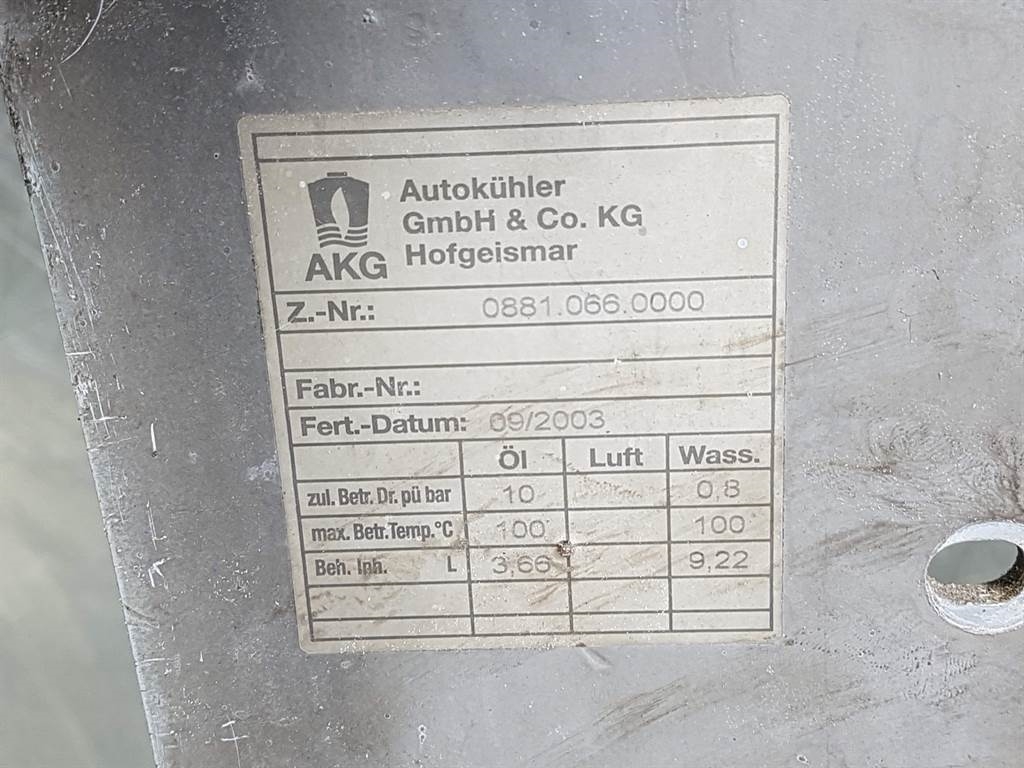 Autokühler
GmbH & Co. KG
Hofgeismar
AKG
Z.-Nr.: 0881.066.0000
Fabr.-Nr.:
Fert.-Datum: 09/2003
Öl Luft Wass.
zul. Betr. Dr. pü bar 10 0,8
max. Betr.Temp.°C 100 100
Beh. Inh. L 3,66 9,22